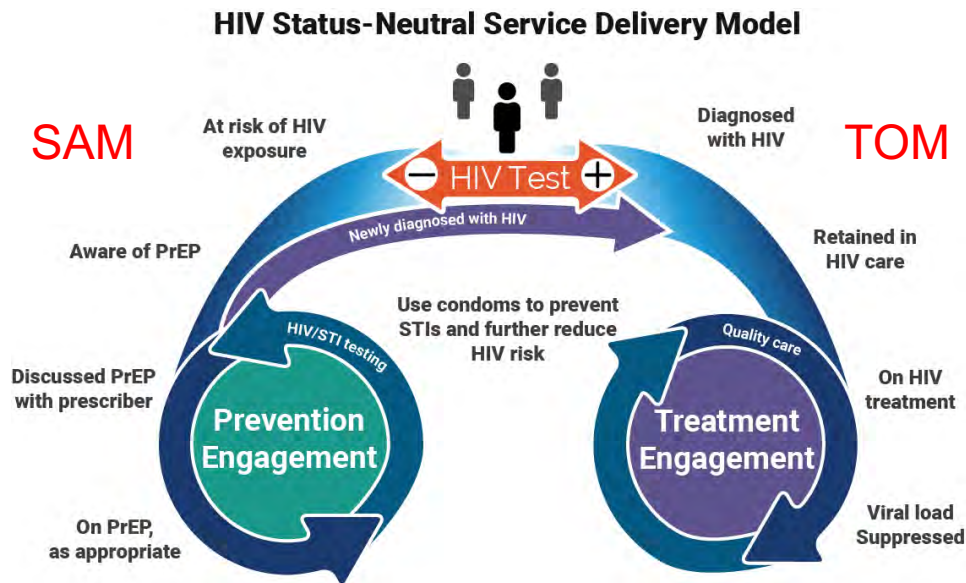 HIV Status-Neutral Service Delivery Model
SAM
At risk of HIV
exposure
Diagnosed
with HIV
TOM
− HIV Test +
Newly diagnosed with HIV
Aware of PrEP
Retained in
HIV care
Use condoms to prevent
STIs and further reduce
HIV risk
HIV/STI testing
Quality care
Discussed PrEP
with prescriber
Prevention
Engagement
Treatment
Engagement
On HIV
treatment
On PrEP,
as appropriate
Viral load
Suppressed